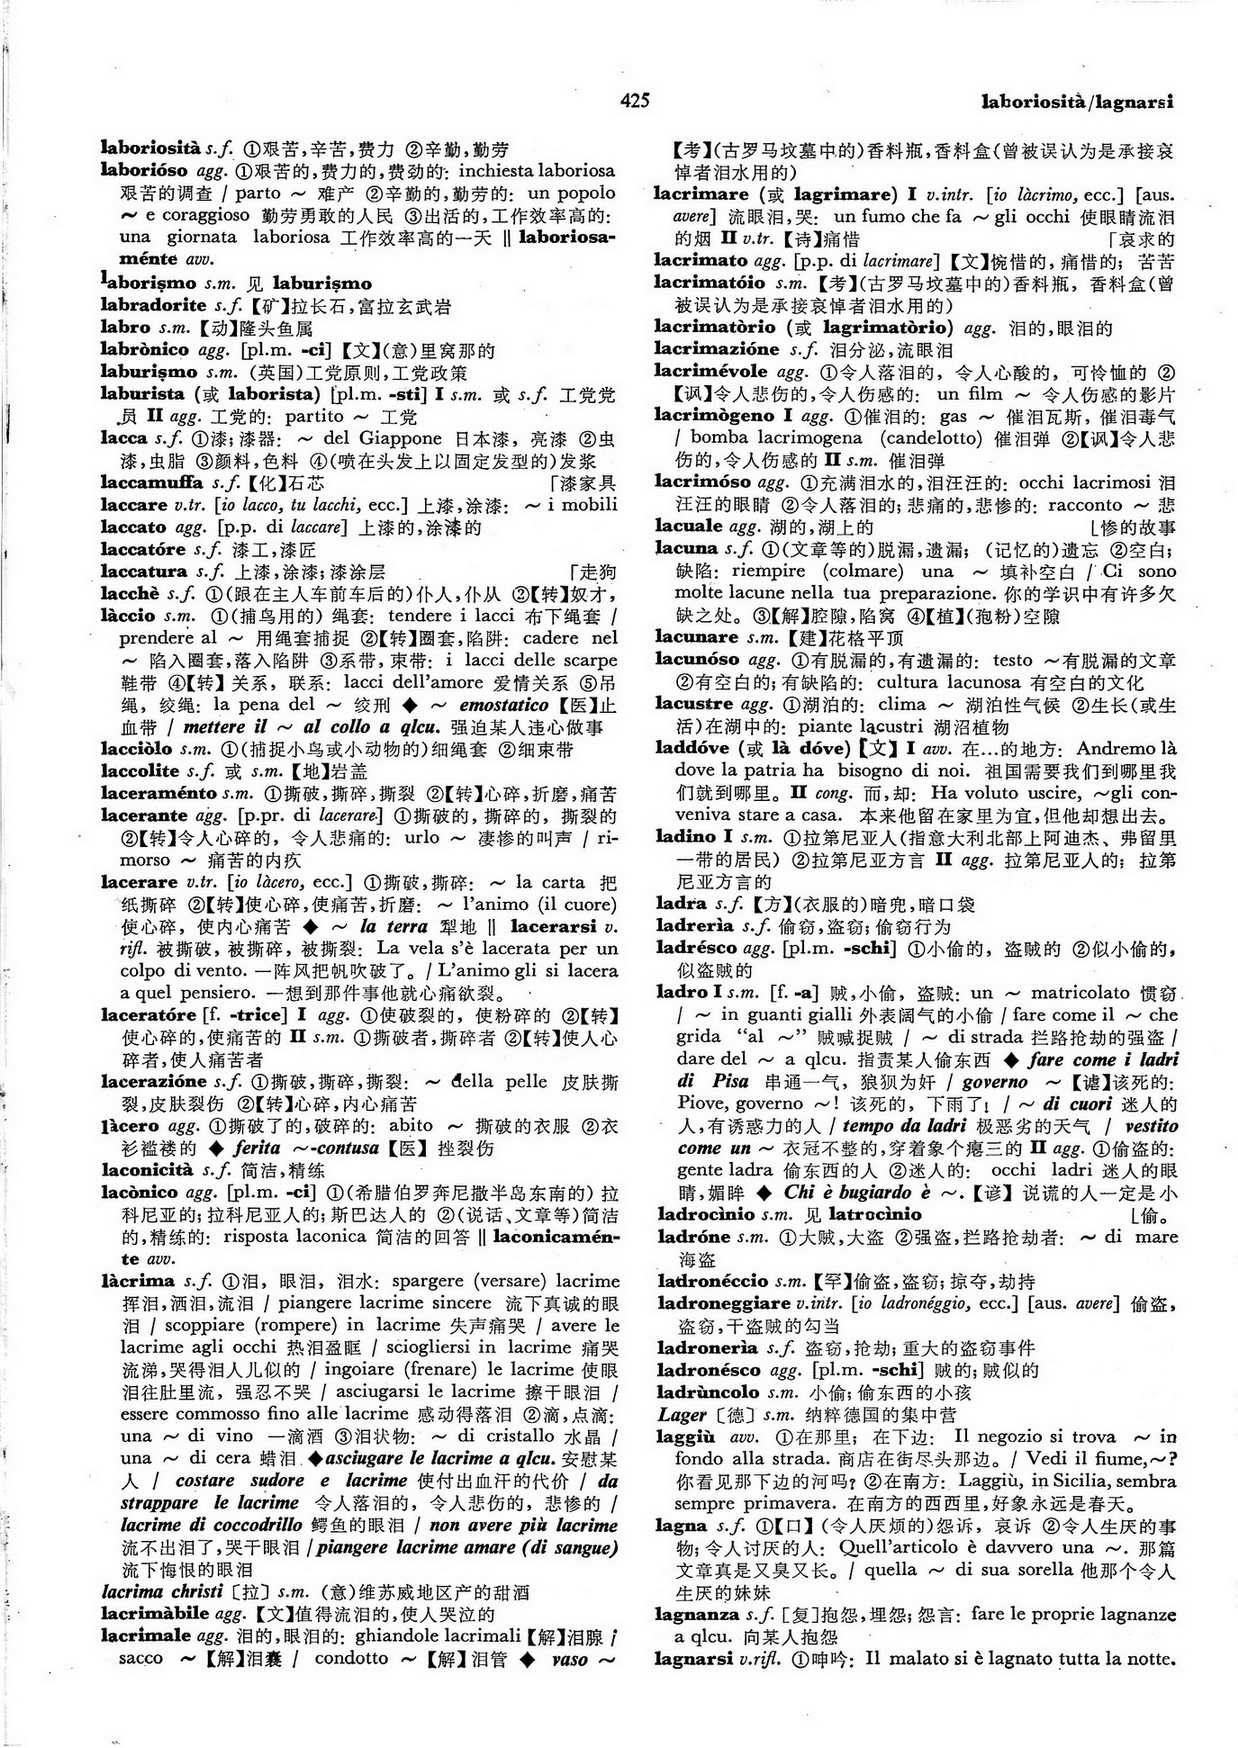 425
laboriosità/lagnarsi
laboriosità s.f. ①艰苦,辛苦,费力 ②辛勤,勤劳
laborióso agg. ①艰苦的,费力的,费劲的: inchiesta laboriosa
艰苦的调查 / parto ～ 难产 ②辛勤的,勤劳的: un popolo
～ e coraggioso 勤劳勇敢的人民 ③出活的,工作效率高的:
una giornata laboriosa 工作效率高的一天 ‖ laboriosa-
ménte avv.
laborişmo s.m. 见 laburişmo
labradorite s.f.【矿】拉长石,富拉玄武岩
labro s.m.【动】隆头鱼属
labrònico agg. [pl.m. -ci]【文】(意)里窝那的
laburişmo s.m. (英国)工党原则,工党政策
laburista (或 laborista) [pl.m. -sti] I s.m. 或 s.f. 工党党
员 II agg. 工党的: partito ～ 工党
lacca s.f. ①漆;漆器: ～ del Giappone 日本漆, 亮漆 ②虫
漆,虫脂 ③颜料,色料 ④(喷在头发上以固定发型的)发浆
laccamuffa s.f.【化】石芯 「漆家具
laccare v.tr. [io lacco, tu lacchi, ecc.] 上漆,涂漆: ～ i mobili
laccato agg. [p.p. di laccare] 上漆的,涂漆的
laccatóre s.f. 漆工,漆匠
laccatura s.f. 上漆,涂漆;漆涂层 「走狗
lacchè s.f. ①(跟在主人车前车后的)仆人,仆从 ②【转】奴才,
làccio s.m. ①(捕鸟用的) 绳套: tendere i lacci 布下绳套 /
prendere al ～ 用绳套捕捉 ②【转】圈套,陷阱: cadere nel
～ 陷入圈套,落入陷阱 ③系带, 束带: i lacci delle scarpe
鞋带 ④【转】关系, 联系: lacci dell'amore 爱情关系 ⑤吊
绳, 绞绳: la pena del ～ 绞刑 ◆ ～ emostatico【医】止
血带 / mettere il ～ al collo a qlcu. 强迫某人违心做事
lacciòlo s.m. ①(捕捉小鸟或小动物的)细绳套 ②细束带
laccolite s.f. 或 s.m.【地】岩盖
laceraménto s.m. ①撕破,撕碎,撕裂 ②【转】心碎,折磨,痛苦
lacerante agg. [p.pr. di lacerare] ①撕破的, 撕碎的, 撕裂的
②【转】令人心碎的, 令人悲痛的: urlo ～ 凄惨的叫声 / ri-
morso ～ 痛苦的内疚
lacerare v.tr. [io làcero, ecc.] ①撕破,撕碎: ～ la carta 把
纸撕碎 ②【转】使心碎,使痛苦,折磨: ～ l'animo (il cuore)
使心碎, 使内心痛苦 ◆ ～ la terra 犁地 ‖ lacerarsi v.
rifl. 被撕破, 被撕碎, 被撕裂: La vela s'è lacerata per un
colpo di vento. 一阵风把帆吹破了。/ L'animo gli si lacera
a quel pensiero. 一想到那件事他就心痛欲裂。
laceratóre [f. -trice] I agg. ①使破裂的, 使粉碎的 ②【转】
使心碎的,使痛苦的 II s.m. ①撕破者,撕碎者 ②【转】使人心
碎者,使人痛苦者
lacerazióne s.f. ①撕破,撕碎,撕裂: ～ della pelle 皮肤撕
裂,皮肤裂伤 ②【转】心碎,内心痛苦
làcero agg. ①撕破了的,破碎的: abito ～ 撕破的衣服 ②衣
衫褴褛的 ◆ ferita ～-contusa【医】挫裂伤
laconicità s.f. 简洁,精练
lacònico agg. [pl.m. -ci] ①(希腊伯罗奔尼撒半岛东南的) 拉
科尼亚的;拉科尼亚人的;斯巴达人的 ②(说话、文章等)简洁
的,精练的: risposta laconica 简洁的回答 ‖ laconicamén-
te avv.
làcrima s.f. ①泪, 眼泪, 泪水: spargere (versare) lacrime
挥泪,洒泪,流泪 / piangere lacrime sincere 流下真诚的眼
泪 / scoppiare (rompere) in lacrime 失声痛哭 / avere le
lacrime agli occhi 热泪盈眶 / sciogliersi in lacrime 痛哭
流涕,哭得泪人儿似的 / ingoiare (frenare) le lacrime 使眼
泪往肚里流, 强忍不哭 / asciugarsi le lacrime 擦干眼泪 /
essere commosso fino alle lacrime 感动得落泪 ②滴,点滴:
una ～ di vino 一滴酒 ③泪状物: ～ di cristallo 水晶 /
una ～ di cera 蜡泪 ◆ asciugare le lacrime a qlcu. 安慰某
人 / costare sudore e lacrime 使付出血汗的代价 / da
strappare le lacrime 令人落泪的, 令人悲伤的, 悲惨的 /
lacrime di coccodrillo 鳄鱼的眼泪 / non avere più lacrime
流不出泪了,哭干眼泪 / piangere lacrime amare (di sangue)
流下悔恨的眼泪
lacrima christi〔拉〕s.m. (意)维苏威地区产的甜酒
lacrimàbile agg.【文】值得流泪的,使人哭泣的
lacrimale agg. 泪的,眼泪的: ghiandole lacrimali【解】泪腺 /
sacco ～【解】泪囊 / condotto ～【解】泪管 ◆ vaso ～
【考】(古罗马坟墓中的)香料瓶,香料盒(曾被误认为是承接哀
悼者泪水用的)
lacrimare (或 lagrimare) I v.intr. [io làcrimo, ecc.] [aus.
avere] 流眼泪,哭: un fumo che fa ～ gli occhi 使眼睛流泪
的烟 II v.tr.【诗】痛惜 「哀求的
lacrimato agg. [p.p. di lacrimare]【文】惋惜的, 痛惜的; 苦苦
lacrimatóio s.m.【考】(古罗马坟墓中的)香料瓶, 香料盒(曾
被误认为是承接哀悼者泪水用的)
lacrimatòrio (或 lagrimatòrio) agg. 泪的,眼泪的
lacrimazióne s.f. 泪分泌,流眼泪
lacrimévole agg. ①令人落泪的, 令人心酸的, 可怜恤的 ②
【讽】令人悲伤的,令人伤感的: un film ～ 令人伤感的影片
lacrimògeno I agg. ①催泪的: gas ～ 催泪瓦斯, 催泪毒气
/ bomba lacrimogena (candelotto) 催泪弹 ②【讽】令人悲
伤的,令人伤感的 II s.m. 催泪弹
lacrimóso agg. ①充满泪水的,泪汪汪的: occhi lacrimosi 泪
汪汪的眼睛 ②令人落泪的;悲痛的,悲惨的: racconto ～ 悲
lacuale agg. 湖的,湖上的 ⌊惨的故事
lacuna s.f. ①(文章等的)脱漏,遗漏; (记忆的)遗忘 ②空白;
缺陷: riempire (colmare) una ～ 填补空白 / Ci sono
molte lacune nella tua preparazione. 你的学识中有许多欠
缺之处。③【解】腔隙,陷窝 ④【植】(孢粉)空隙
lacunare s.m.【建】花格平顶
lacunóso agg. ①有脱漏的,有遗漏的: testo ～有脱漏的文章
②有空白的;有缺陷的: cultura lacunosa 有空白的文化
lacustre agg. ①湖泊的: clima ～ 湖泊性气候 ②生长(或生
活)在湖中的: piante lacustri 湖沼植物
laddóve (或 là dóve)【文】I avv. 在…的地方: Andremo là
dove la patria ha bisogno di noi. 祖国需要我们到哪里我
们就到哪里。II cong. 而,却: Ha voluto uscire, ～gli con-
veniva stare a casa. 本来他留在家里为宜,但他却想出去。
ladino I s.m. ①拉第尼亚人(指意大利北部上阿迪杰、弗留里
一带的居民) ②拉第尼亚方言 II agg. 拉第尼亚人的; 拉第
尼亚方言的
ladra s.f.【方】(衣服的)暗兜,暗口袋
ladrerìa s.f. 偷窃,盗窃;偷窃行为
ladrésco agg. [pl.m. -schi] ①小偷的, 盗贼的 ②似小偷的,
似盗贼的
ladro I s.m. [f. -a] 贼,小偷, 盗贼: un ～ matricolato 惯窃
/ ～ in guanti gialli 外表阔气的小偷 / fare come il ～ che
grida “al ～” 贼喊捉贼 / ～ di strada 拦路抢劫的强盗 /
dare del ～ a qlcu. 指责某人偷东西 ◆ fare come i ladri
di Pisa 串通一气, 狼狈为奸 / governo ～【谑】该死的:
Piove, governo ～! 该死的, 下雨了! / ～ di cuori 迷人的
人,有诱惑力的人 / tempo da ladri 极恶劣的天气 / vestito
come un ～ 衣冠不整的,穿着象个瘪三的 II agg. ①偷盗的:
gente ladra 偷东西的人 ②迷人的: occhi ladri 迷人的眼
睛,媚眸 ◆ Chi è bugiardo è ～.【谚】说谎的人一定是小
ladrocìnio s.m. 见 latrocìnio ⌊偷。
ladróne s.m. ①大贼,大盗 ②强盗,拦路抢劫者: ～ di mare
海盗
ladronéccio s.m.【罕】偷盗,盗窃;掠夺,劫持
ladroneggiare v.intr. [io ladronéggio, ecc.] [aus. avere] 偷盗,
盗窃,干盗贼的勾当
ladronerìa s.f. 盗窃,抢劫;重大的盗窃事件
ladronésco agg. [pl.m. -schi] 贼的;贼似的
ladrùncolo s.m. 小偷;偷东西的小孩
Lager〔德〕s.m. 纳粹德国的集中营
laggiù avv. ①在那里; 在下边: Il negozio si trova ～ in
fondo alla strada. 商店在街尽头那边。/ Vedi il fiume,～?
你看见那下边的河吗? ②在南方: Laggiù, in Sicilia, sembra
sempre primavera. 在南方的西西里,好象永远是春天。
lagna s.f. ①【口】(令人厌烦的)怨诉, 哀诉 ②令人生厌的事
物;令人讨厌的人: Quell'articolo è davvero una ～. 那篇
文章真是又臭又长。/ quella ～ di sua sorella 他那个令人
生厌的妹妹
lagnanza s.f. [复]抱怨,埋怨;怨言: fare le proprie lagnanze
a qlcu. 向某人抱怨
lagnarsi v.rifl. ①呻吟: Il malato si è lagnato tutta la notte.